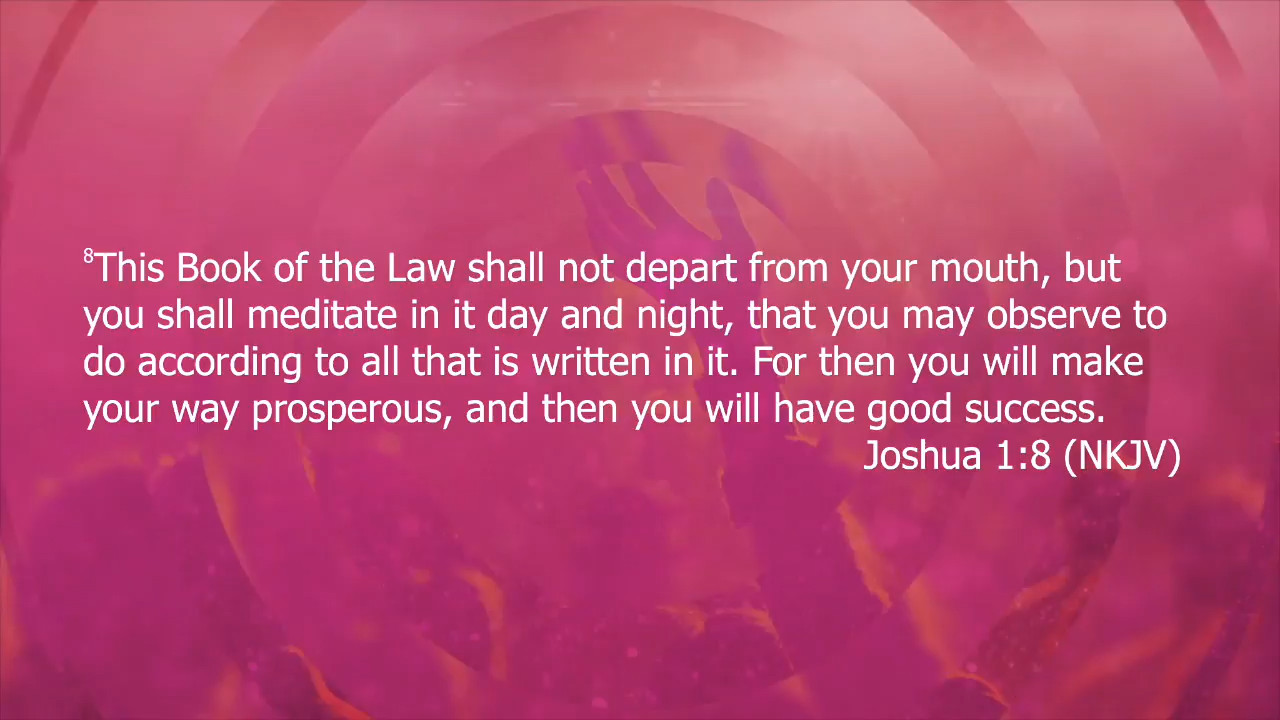 ⁸This Book of the Law shall not depart from your mouth, but
you shall meditate in it day and night, that you may observe to
do according to all that is written in it. For then you will make
your way prosperous, and then you will have good success.
Joshua 1:8 (NKJV)